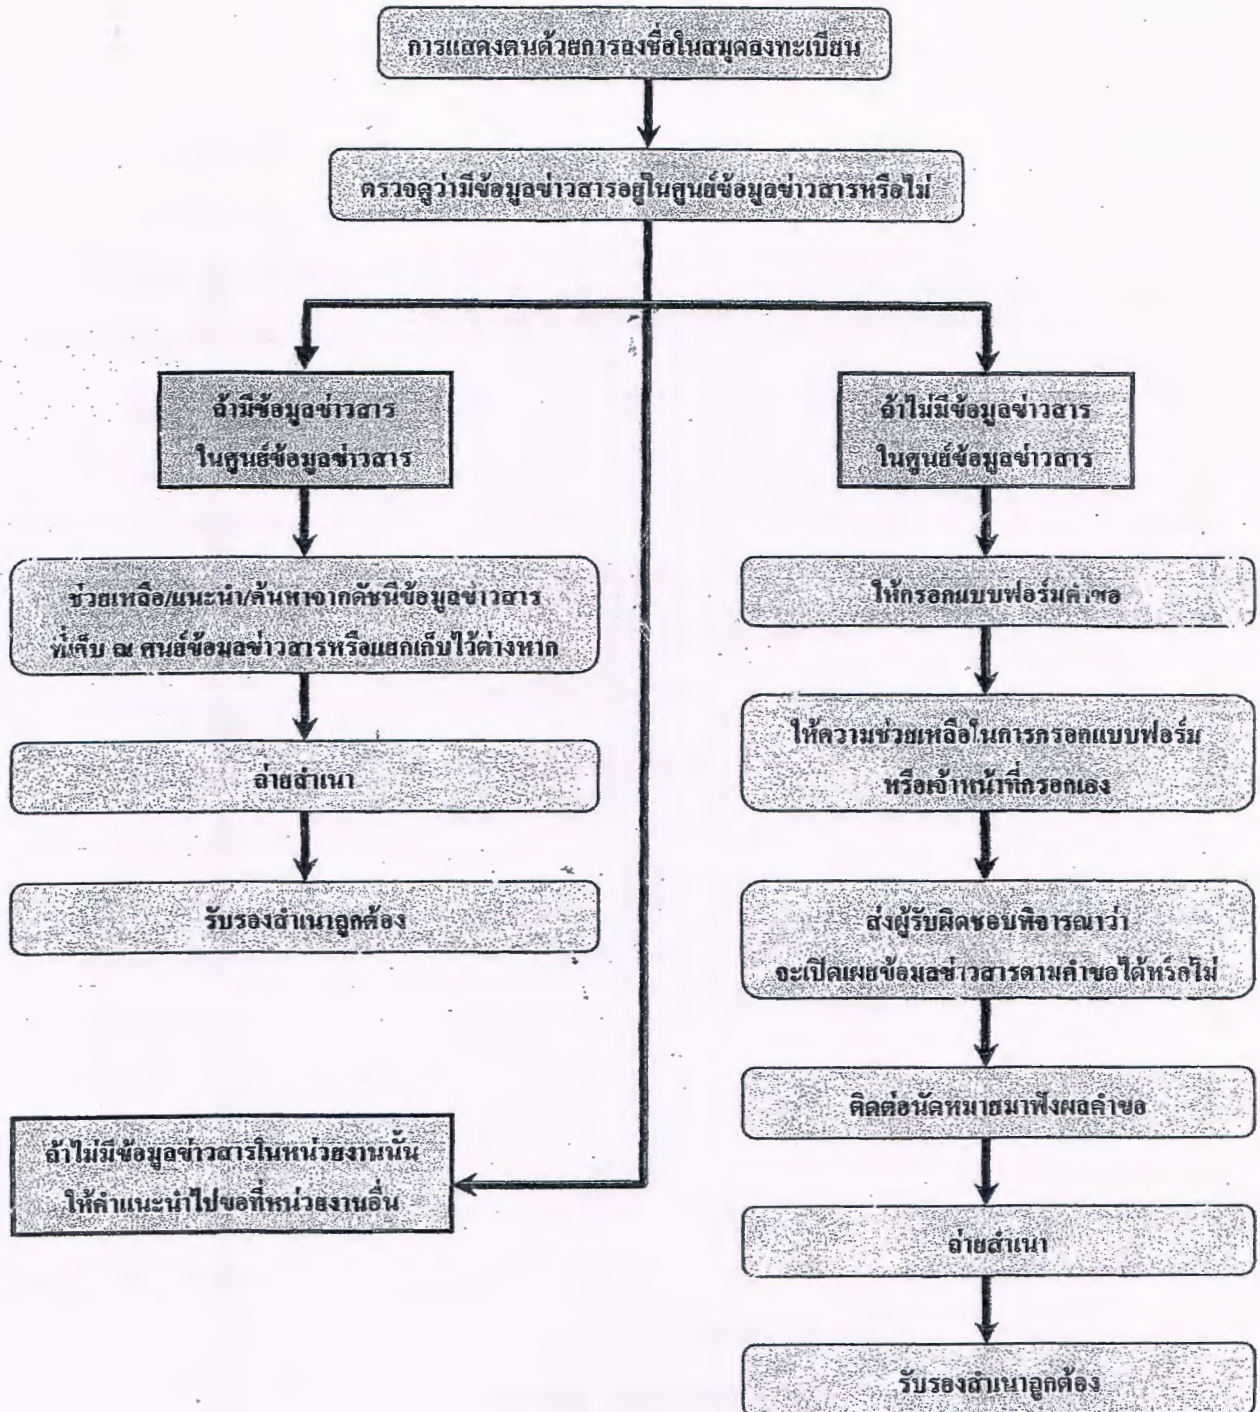 การแสดงตนด้วยการลงชื่อในสมุดลงทะเบียน
ตรวจดูว่ามีข้อมูลข่าวสารอยู่ในศูนย์ข้อมูลข่าวสารหรือไม่
ถ้ามีข้อมูลข่าวสาร
ในศูนย์ข้อมูลข่าวสาร
ช่วยเหลือ/แนะนำ/ค้นหาจากดัชนีข้อมูลข่าวสาร
ที่เก็บ ณ ศูนย์ข้อมูลข่าวสารหรือแยกเก็บไว้ต่างหาก
ถ่ายสำเนา
รับรองสำเนาถูกต้อง
ถ้าไม่มีข้อมูลข่าวสารในหน่วยงานนั้น
ให้คำแนะนำไปขอที่หน่วยงานอื่น
ถ้าไม่มีข้อมูลข่าวสาร
ในศูนย์ข้อมูลข่าวสาร
ให้กรอกแบบฟอร์มคำขอ
ให้ความช่วยเหลือในการกรอกแบบฟอร์ม
หรือเจ้าหน้าที่กรอกเอง
ส่งผู้รับผิดชอบพิจารณาว่า
จะเปิดเผยข้อมูลข่าวสารตามคำขอได้หรือไม่
ติดต่อนัดหมายมาฟังผลคำขอ
ถ่ายสำเนา
รับรองสำเนาถูกต้อง